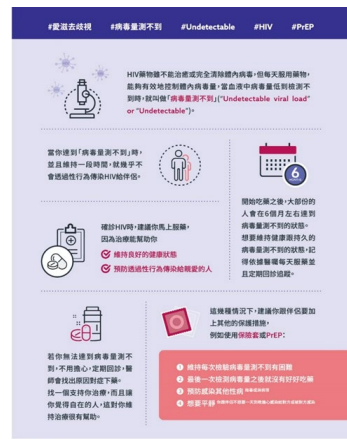 #愛滋去歧視 #病毒量測不到 #Undetectable #HIV #PrEP
HIV藥物雖不能治癒或完全清除體內病毒，但每天服用藥物，
能夠有效地控制體內病毒量，當血液中病毒量低到檢測不
到時，就叫做「病毒量測不到」("Undetectable viral load"
or "Undetectable")。
當你達到「病毒量測不到」時，
並且維持一段時間，就幾乎不
會透過性行為傳染HIV給伴侶。
6
開始吃藥之後，大部份的
人會在6個月左右達到
病毒量測不到的狀態。
想要維持健康跟持久的
病毒量測不到的狀態，記
得依據醫囑每天服藥並
且定期回診追蹤。
確診HIV時，建議你馬上服藥，
因為治療能幫助你
維持良好的健康狀態
預防透過性行為傳染給親愛的人
若你無法達到病毒量測不
到，不用擔心，定期回診，醫
師會找出原因對症下藥。
找一個支持你治療，而且讓
你覺得自在的人，這對你維
持治療很有幫助。
這幾種情況下，建議你跟伴侶要加
上其他的保護措施，
例如使用保險套或PrEP：
1 維持每次檢驗病毒量測不到有困難
2 最後一次檢測病毒量之後就沒有好好吃藥
3 預防感染其他性病
4 想要平靜